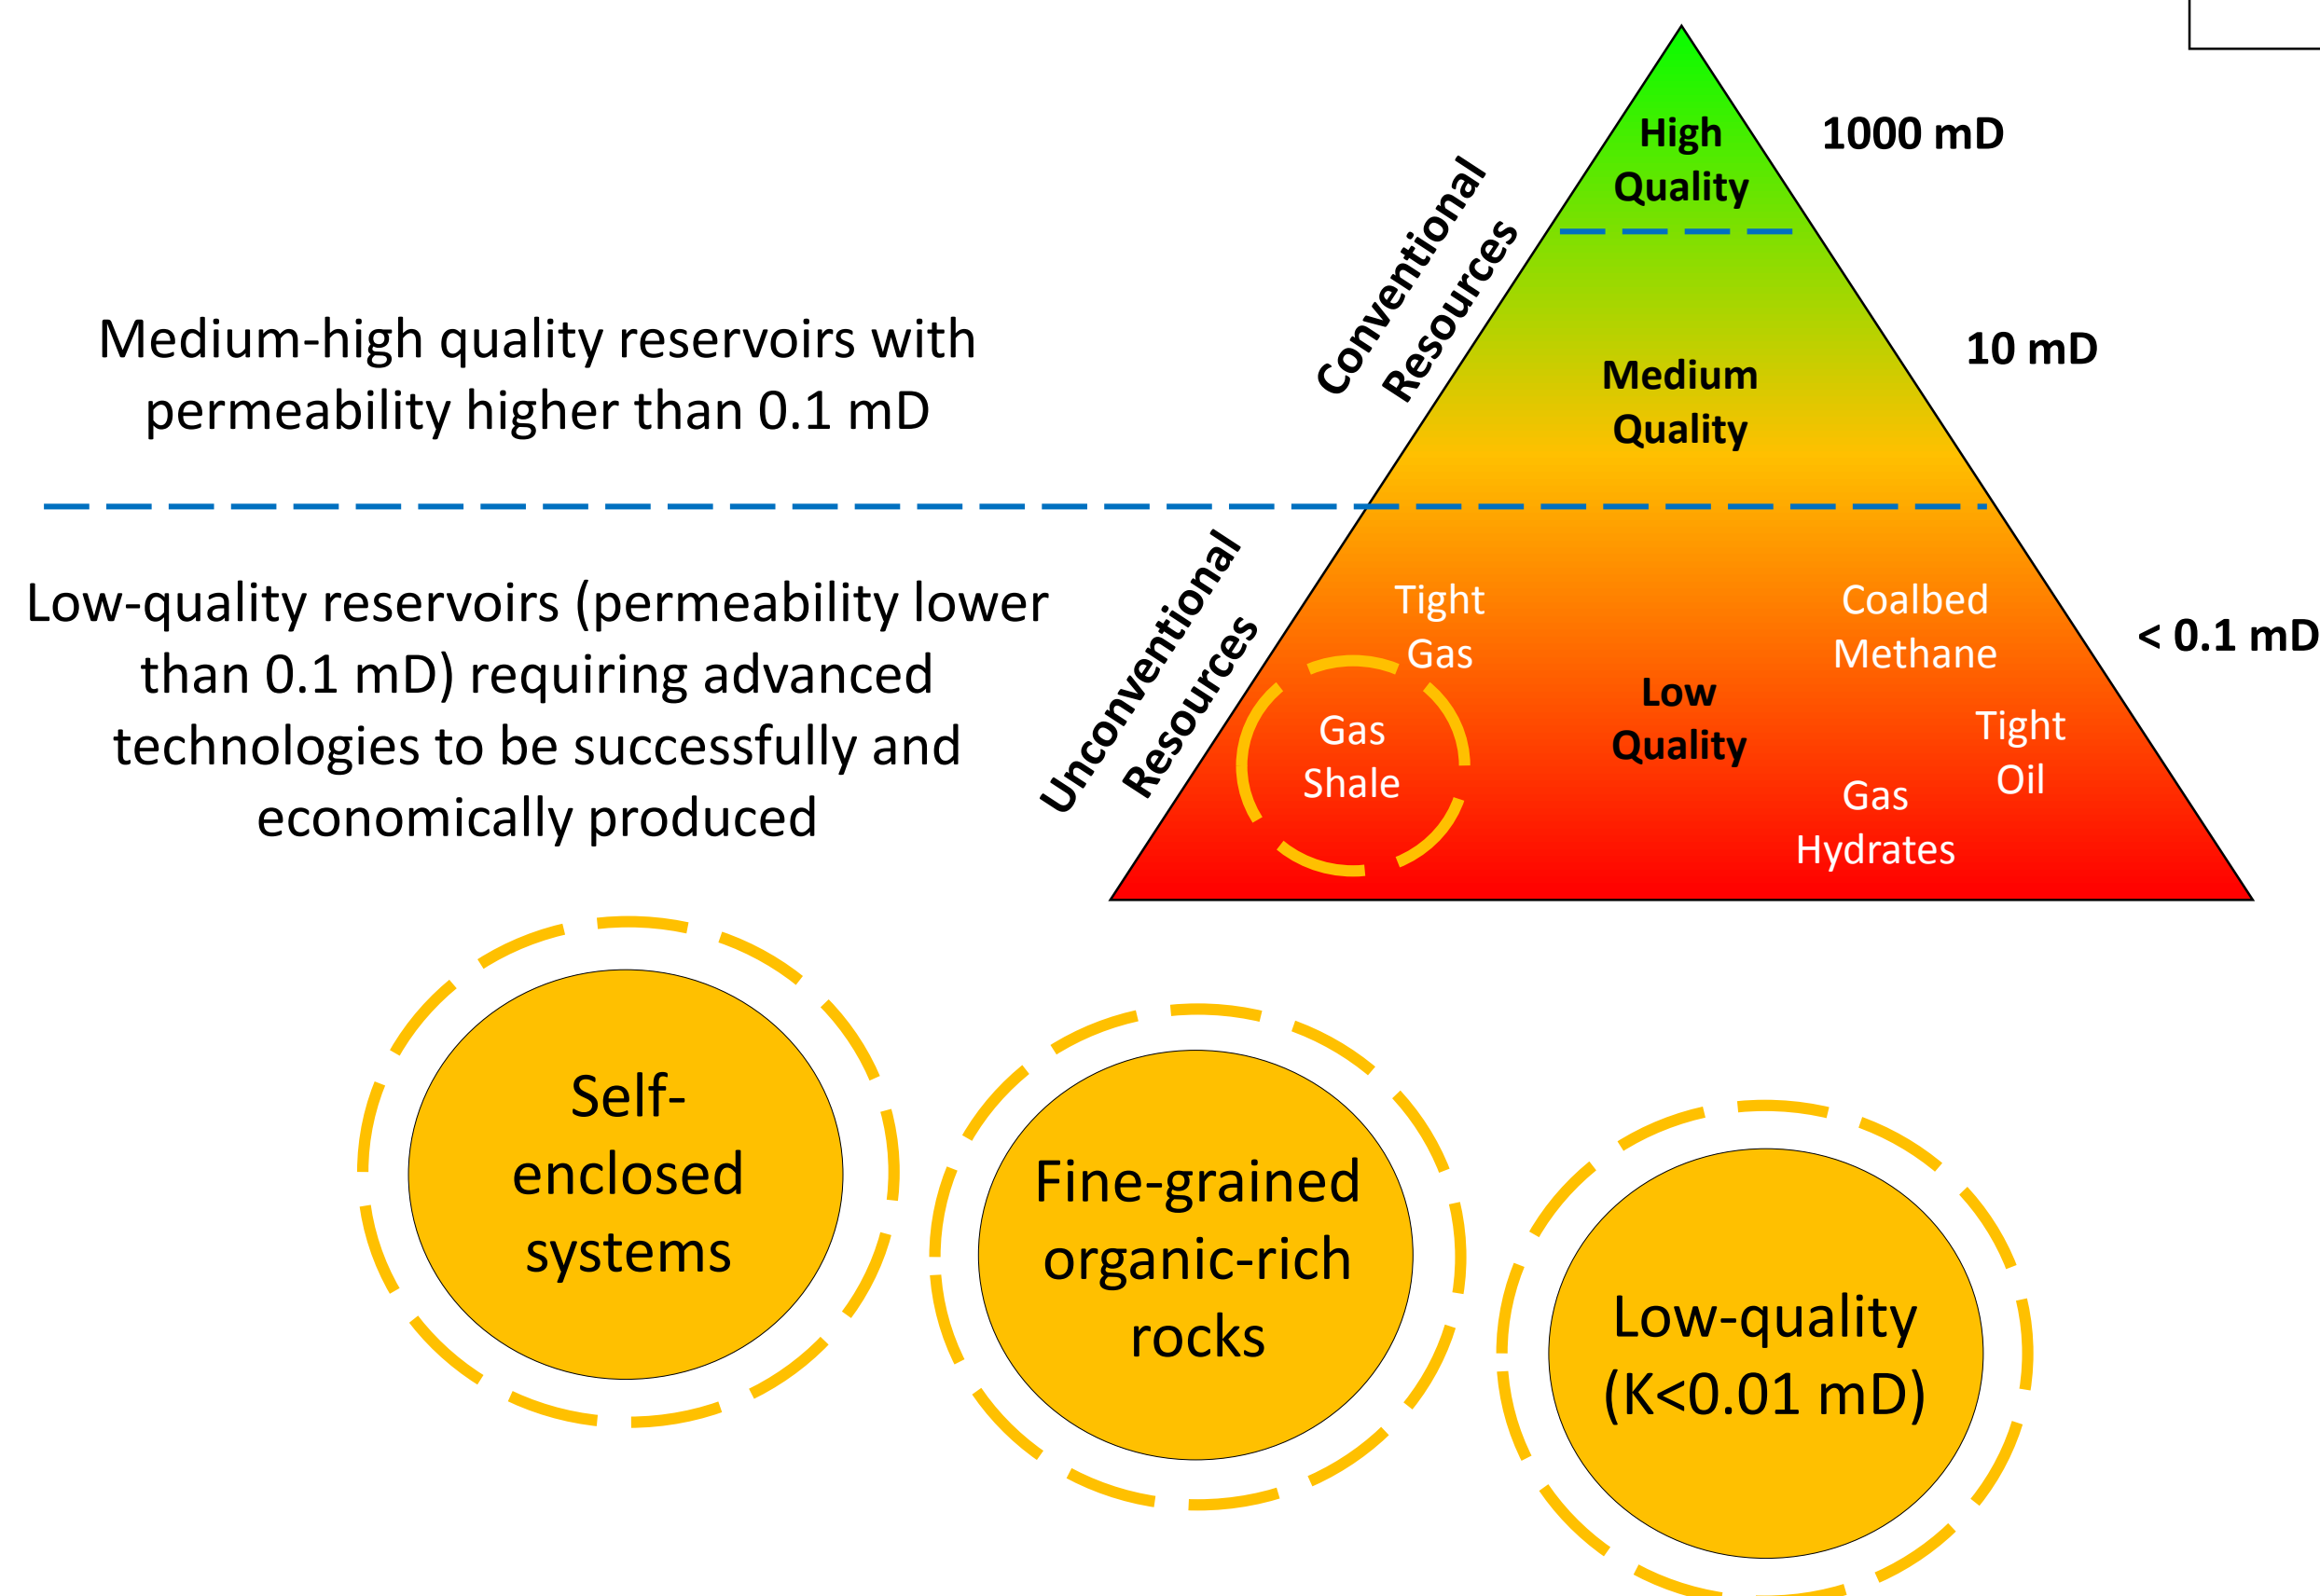 High
Quality
1000 mD
Conventional
Resources
Medium-high quality reservoirs with
permeability higher than 0.1 mD
Medium
Quality
10 mD
Unconventional
Resources
Low-quality reservoirs (permeability lower
than 0.1 mD) requiring advanced
technologies to be successfully and
economically produced
Tight
Gas
Coalbed
Methane
< 0.1 mD
Low
Quality
Gas
Shale
Tight
Oil
Gas
Hydrates
Self-
enclosed
systems
Fine-grained
organic-rich
rocks
Low-quality
(K<0.01 mD)